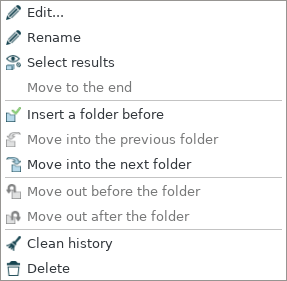 Edit...
Rename
Select results
Move to the end
Insert a folder before
Move into the previous folder
Move into the next folder
Move out before the folder
Move out after the folder
Clean history
Delete